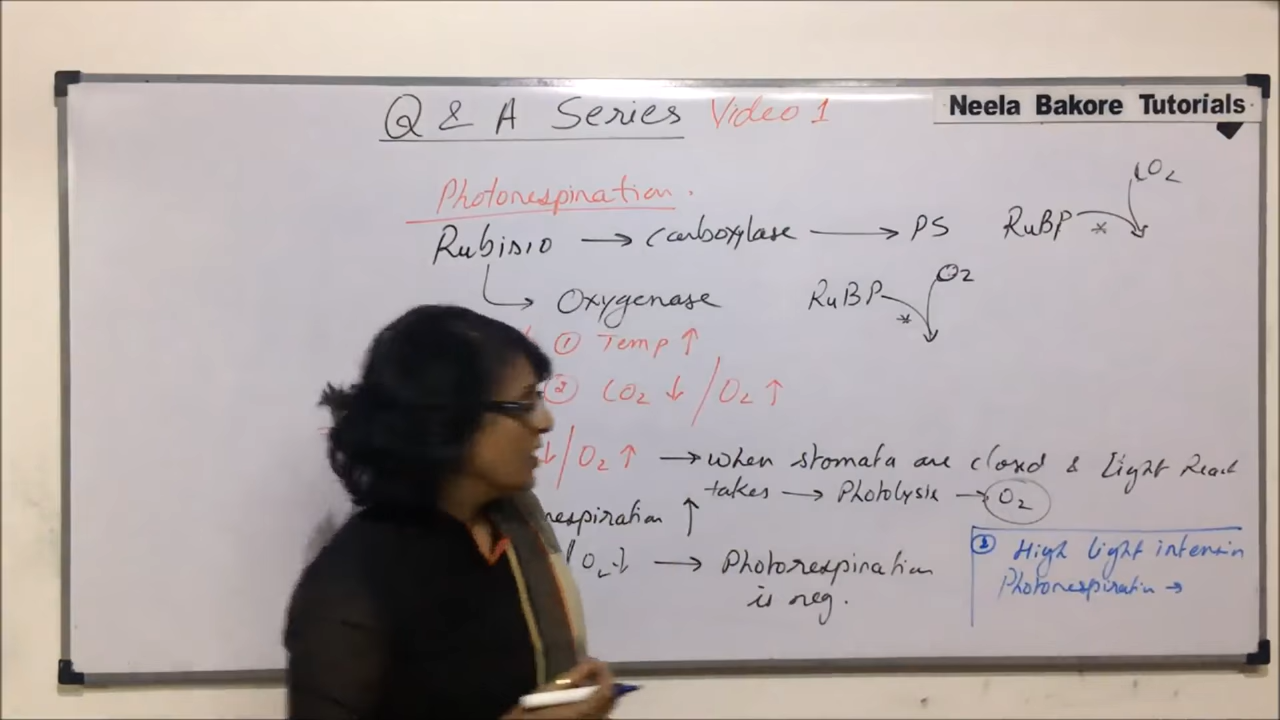 Q & A Series Video 1
Neela Bakore Tutorials
Photorespiration.
CO2
Rubisco → Carboxylase → PS RuBP *
→ Oxygenase RuBP * O2
① Temp ↑
② CO2 ↓ / O2 ↑
↓ / O2 ↑ → when stomata are closed & Light React
takes → Photolysis → O2
respiration ↑
O2 ↓ → Photorespiration
is neg.
③ High light intensity
Photorespiration →